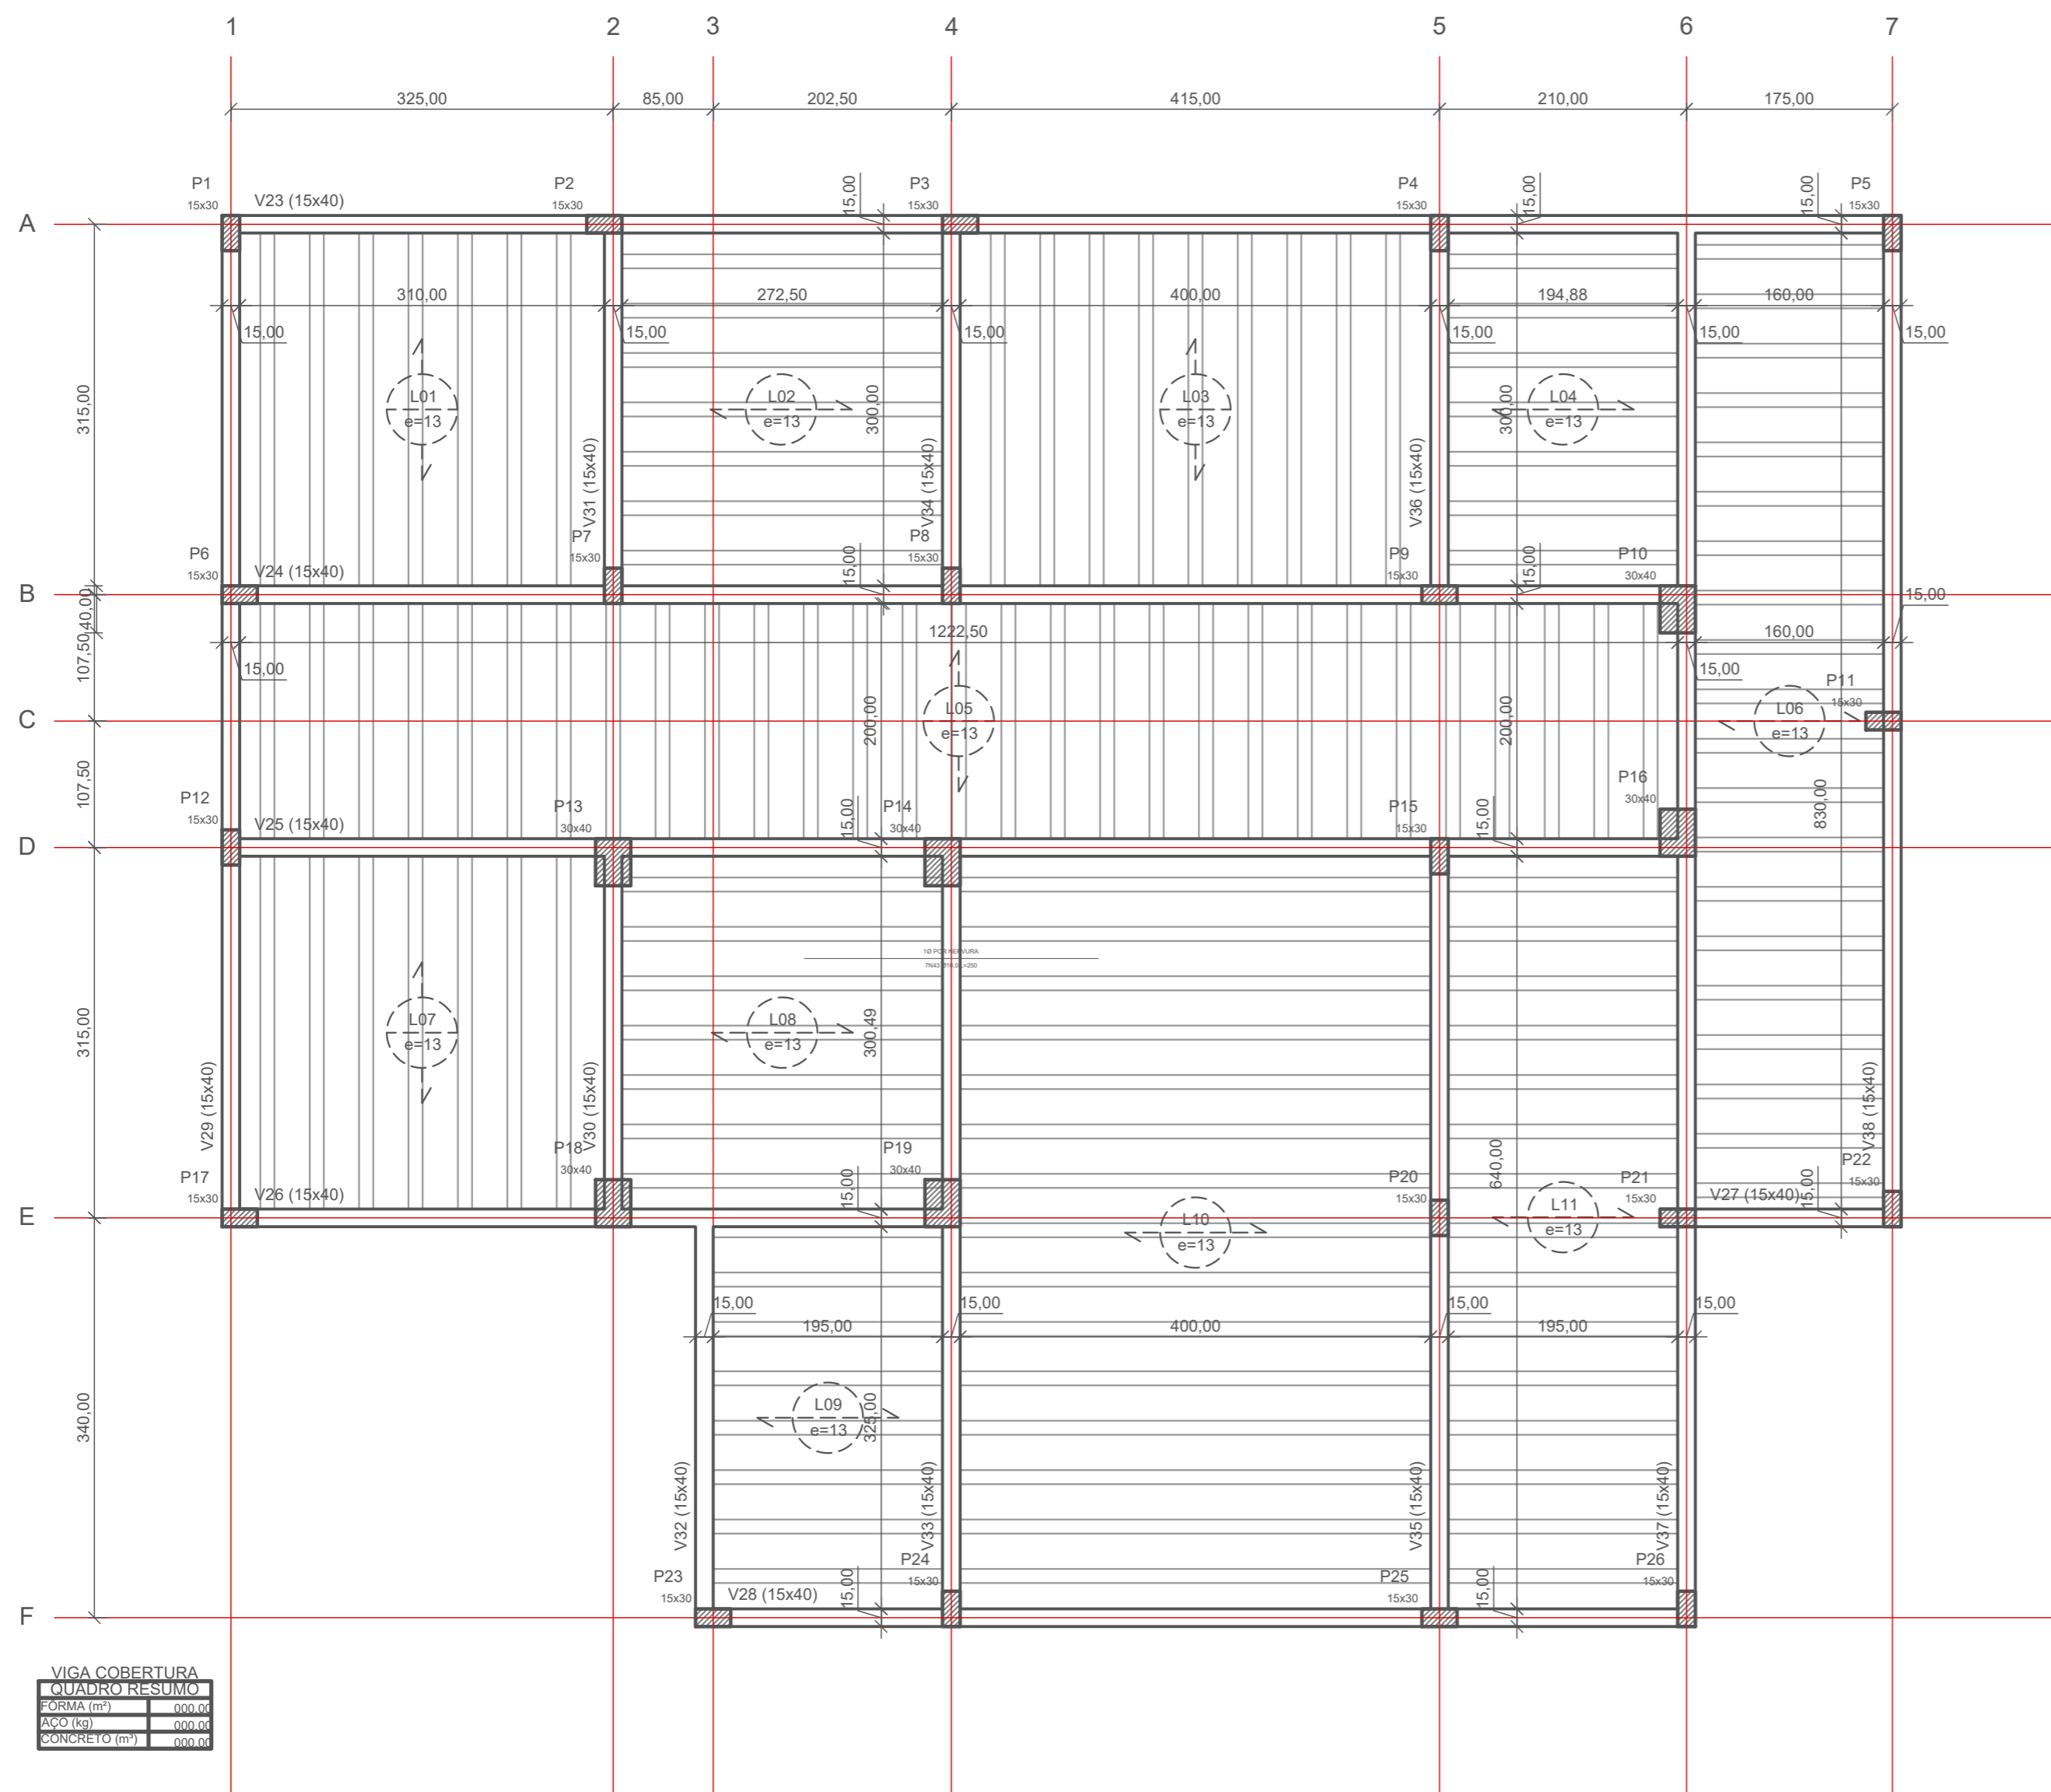 1 2 3 4 5 6 7
325,00 85,00 202,50 415,00 210,00 175,00
P1 P2 P3 P4 P5
15x30 15x30 15x30 15x30 15x30
V23 (15x40) 15,00 15,00 15,00
A
310,00 272,50 400,00 194,88 160,00
15,00 15,00 15,00 15,00 15,00 15,00
L01 L02 L03 L04
e=13 e=13 e=13 e=13
315,00 300,00 300,00
V31 (15x40) V34 (15x40) V36 (15x40)
P6 P7 P8 P9 P10
15x30 15x30 15x30 15x30 30x40
V24 (15x40) 15,00 15,00
B
40,00 15,00
107,50 1222,50 160,00
15,00 15,00
P11
15x30
C
L05 L06
e=13 e=13
200,00 200,00
107,50 830,00
P12 P13 P14 P15 P16
15x30 30x40 30x40 15x30 30x40
V25 (15x40) 15,00 15,00
D
1Ø POR NERVURA
L07 L08
e=13 e=13
315,00 300,49
V29 (15x40) V30 (15x40) V38 (15x40)
P17 P18 P19 P20 P21 P22
15x30 30x40 30x40 15x30 15x30 15x30
V26 (15x40) 15,00 640,00 V27 (15x40) 15,00
E
L10 L11
e=13 e=13
15,00 15,00 15,00 15,00
195,00 400,00 195,00
L09
e=13
340,00 325,00
V32 (15x40) V33 (15x40) V35 (15x40) V37 (15x40)
P23 P24 P25 P26
15x30 15x30 15x30 15x30
V28 (15x40) 15,00 15,00
F
VIGA COBERTURA
QUADRO RESUMO
FÔRMA (m²) 000,00
AÇO (kg) 000,00
CONCRETO (m³) 000,00